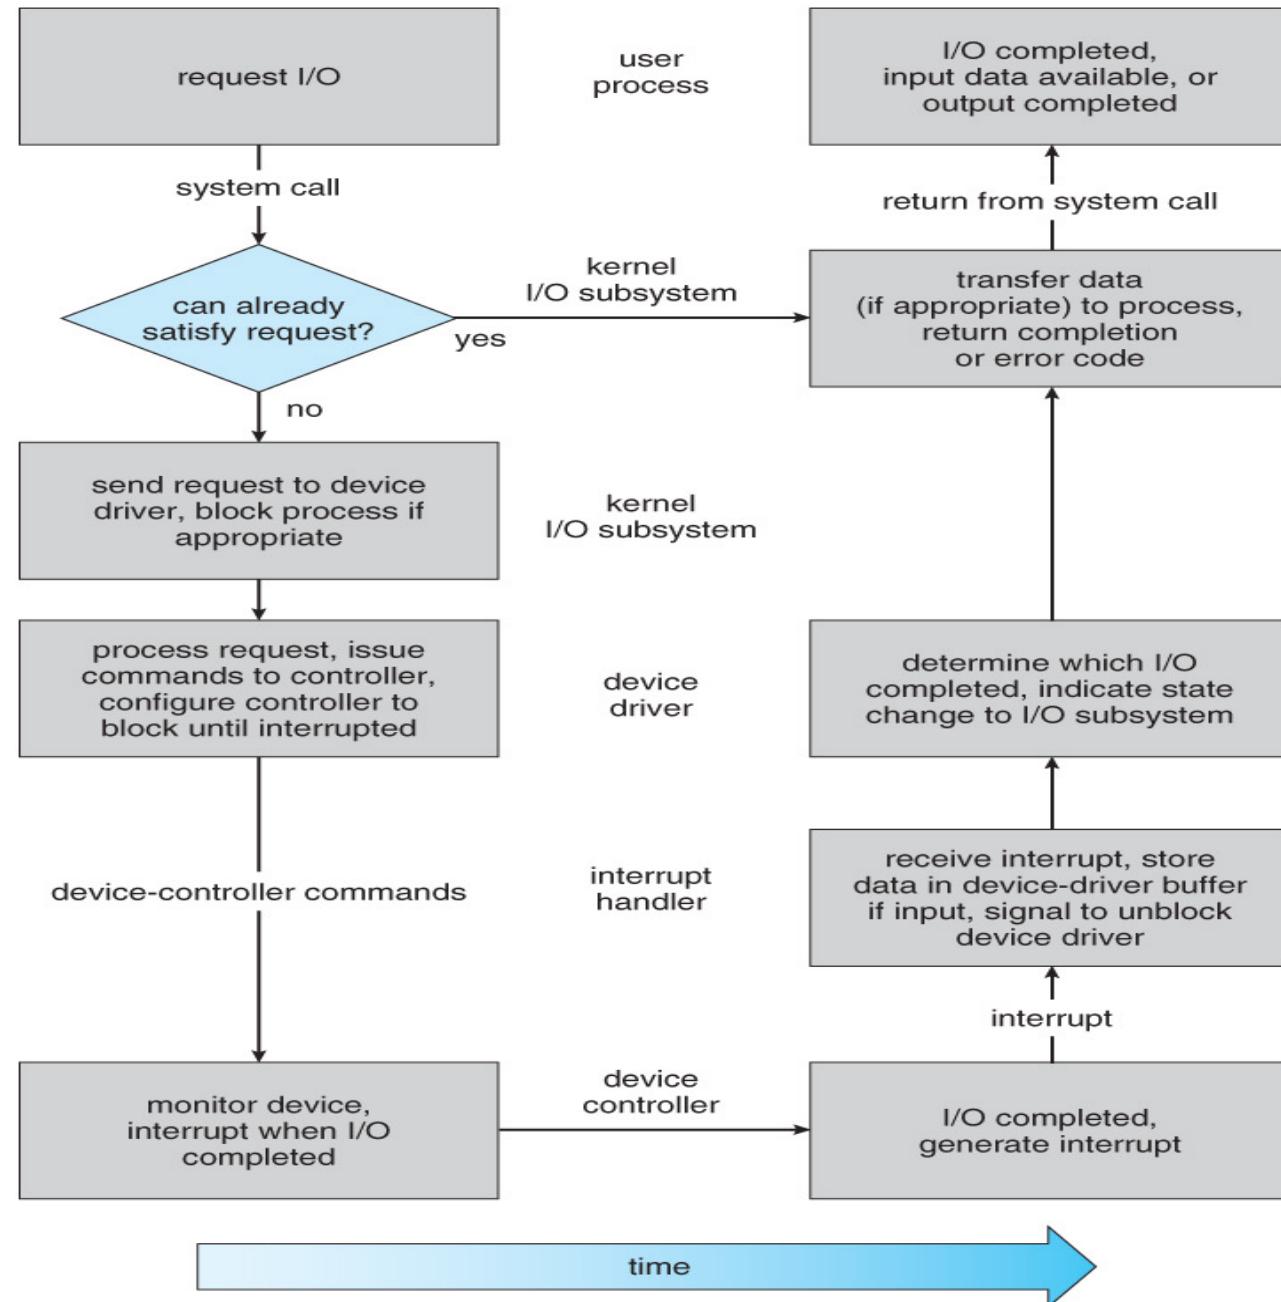 request I/O
user
process
I/O completed,
input data available, or
output completed
system call
return from system call
can already
satisfy request?
kernel
I/O subsystem
yes
transfer data
(if appropriate) to process,
return completion
or error code
no
send request to device
driver, block process if
appropriate
kernel
I/O subsystem
process request, issue
commands to controller,
configure controller to
block until interrupted
device
driver
determine which I/O
completed, indicate state
change to I/O subsystem
device-controller commands
interrupt
handler
receive interrupt, store
data in device-driver buffer
if input, signal to unblock
device driver
interrupt
monitor device,
interrupt when I/O
completed
device
controller
I/O completed,
generate interrupt
time